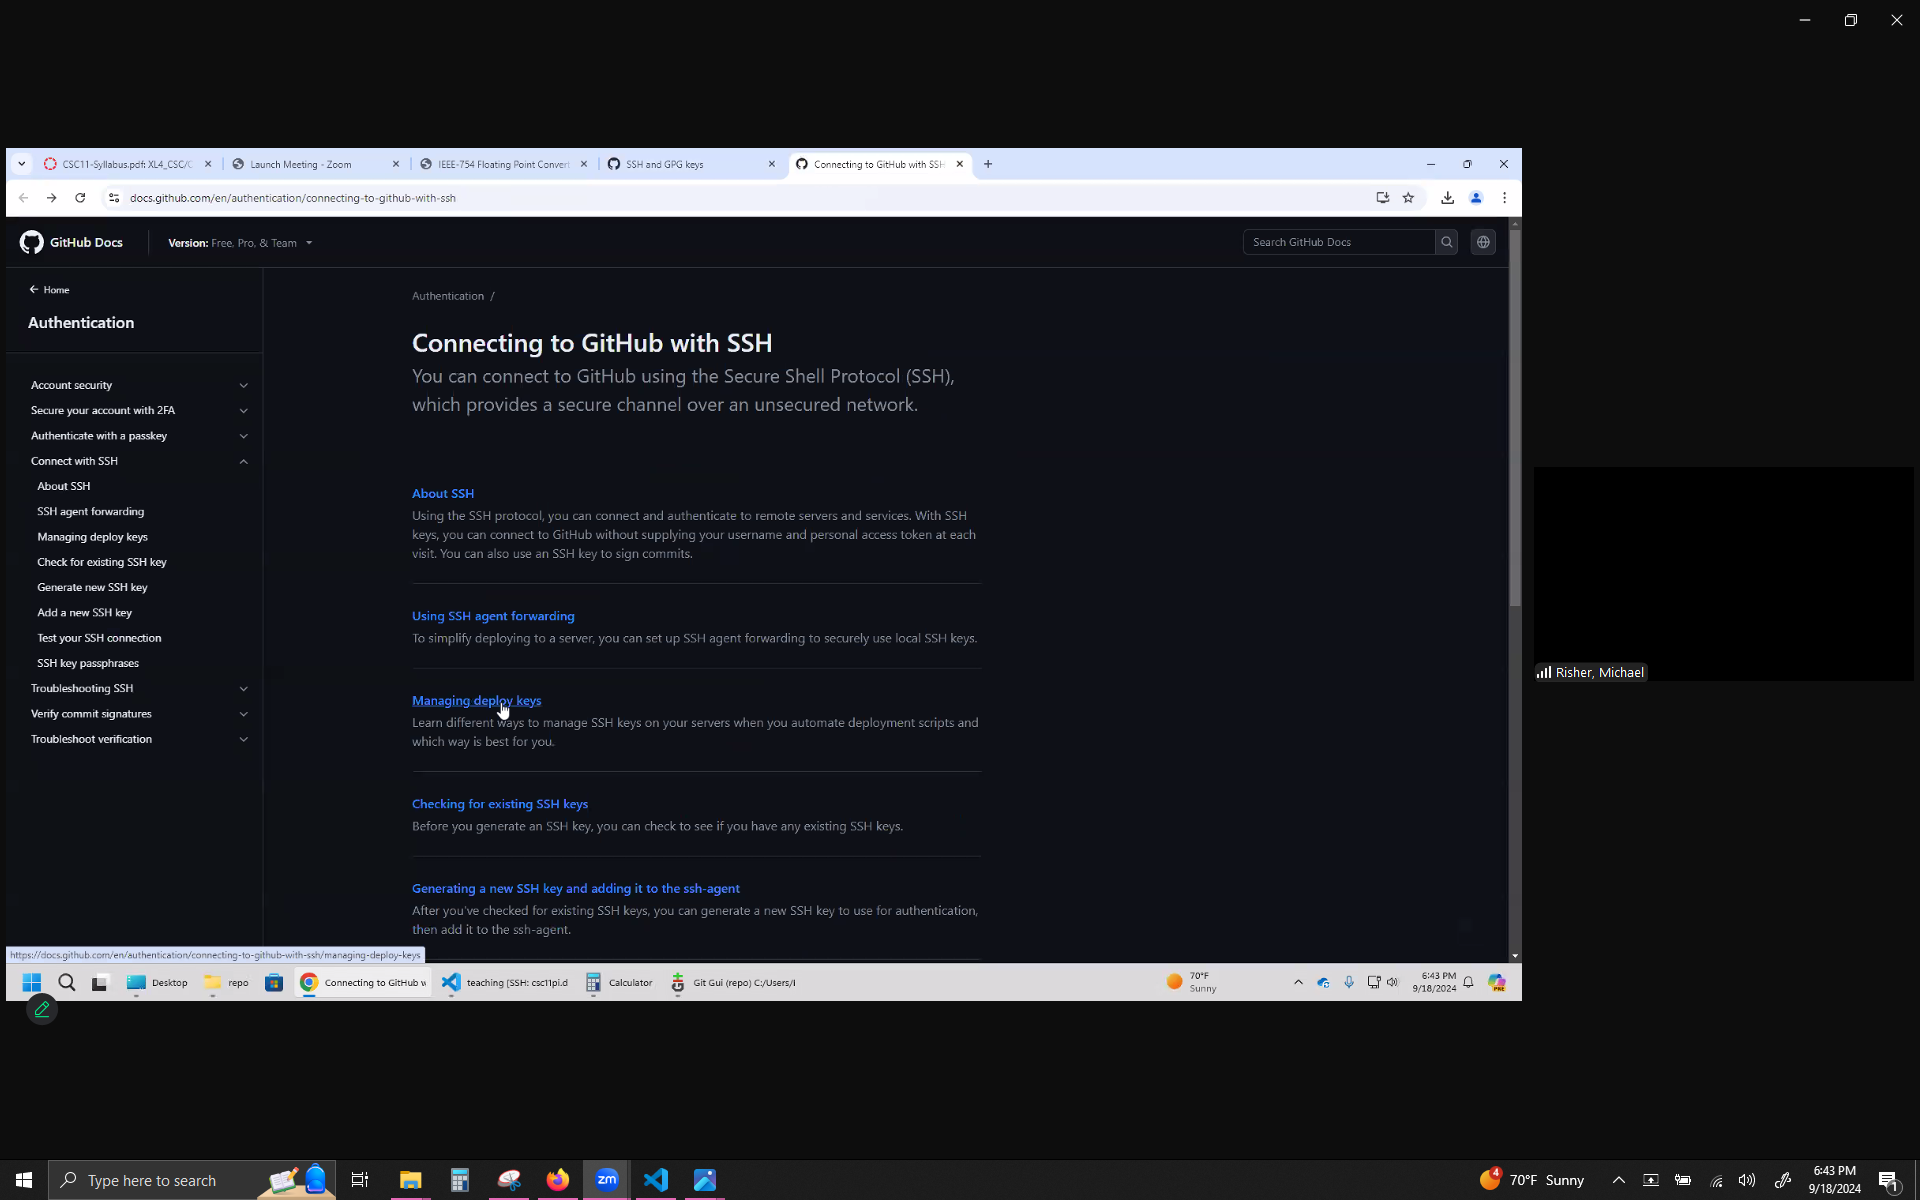 CSC11-Syllabus.pdf: XL4_CSC/C
Launch Meeting - Zoom
IEEE-754 Floating Point Convert
SSH and GPG keys
Connecting to GitHub with SSH
docs.github.com/en/authentication/connecting-to-github-with-ssh
GitHub Docs
Version: Free, Pro, & Team
Search GitHub Docs
Home
Authentication
Account security
Secure your account with 2FA
Authenticate with a passkey
Connect with SSH
About SSH
SSH agent forwarding
Managing deploy keys
Check for existing SSH key
Generate new SSH key
Add a new SSH key
Test your SSH connection
SSH key passphrases
Troubleshooting SSH
Verify commit signatures
Troubleshoot verification
Authentication /
Connecting to GitHub with SSH
You can connect to GitHub using the Secure Shell Protocol (SSH),
which provides a secure channel over an unsecured network.
About SSH
Using the SSH protocol, you can connect and authenticate to remote servers and services. With SSH
keys, you can connect to GitHub without supplying your username and personal access token at each
visit. You can also use an SSH key to sign commits.
Using SSH agent forwarding
To simplify deploying to a server, you can set up SSH agent forwarding to securely use local SSH keys.
Managing deploy keys
Learn different ways to manage SSH keys on your servers when you automate deployment scripts and
which way is best for you.
Checking for existing SSH keys
Before you generate an SSH key, you can check to see if you have any existing SSH keys.
Generating a new SSH key and adding it to the ssh-agent
After you've checked for existing SSH keys, you can generate a new SSH key to use for authentication,
then add it to the ssh-agent.
https://docs.github.com/en/authentication/connecting-to-github-with-ssh/managing-deploy-keys
Risher, Michael
Desktop
repo
Connecting to GitHub w
teaching [SSH: csc11pi.d
Calculator
Git Gui (repo) C:/Users/I
70°F
Sunny
6:43 PM
9/18/2024
PRE
Type here to search
zm
4
70°F Sunny
6:43 PM
9/18/2024
1